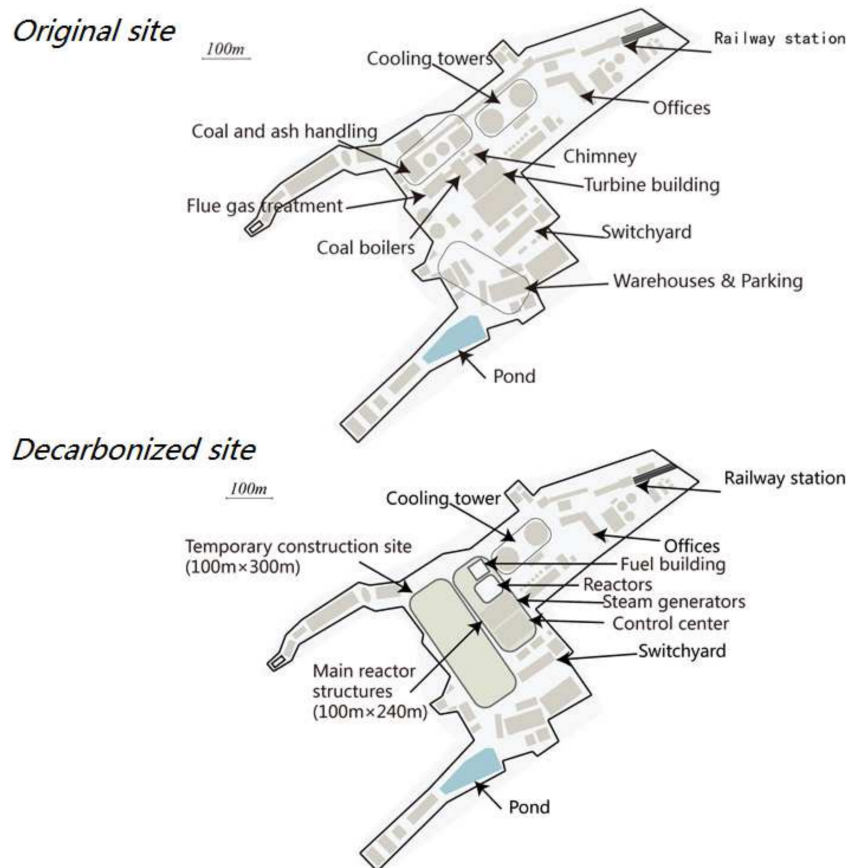 Original site
100m
Railway station
Cooling towers
Offices
Coal and ash handling
Chimney
Turbine building
Flue gas treatment
Switchyard
Coal boilers
Warehouses & Parking
Pond
Decarbonized site
100m
Railway station
Cooling tower
Offices
Temporary construction site
(100m×300m)
Fuel building
Reactors
Steam generators
Control center
Switchyard
Main reactor
structures
(100m×240m)
Pond